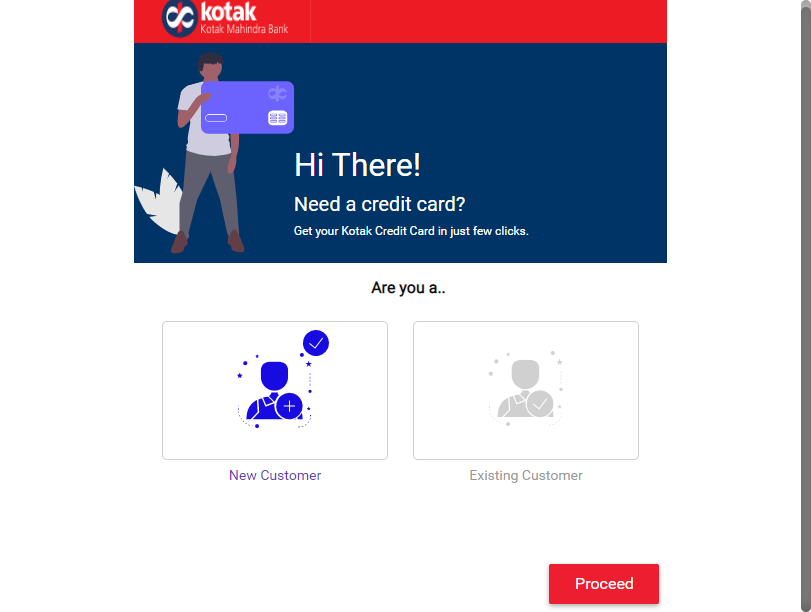 kotak
Kotak Mahindra Bank
Hi There!
Need a credit card?
Get your Kotak Credit Card in just few clicks.
Are you a..
New Customer
Existing Customer
Proceed